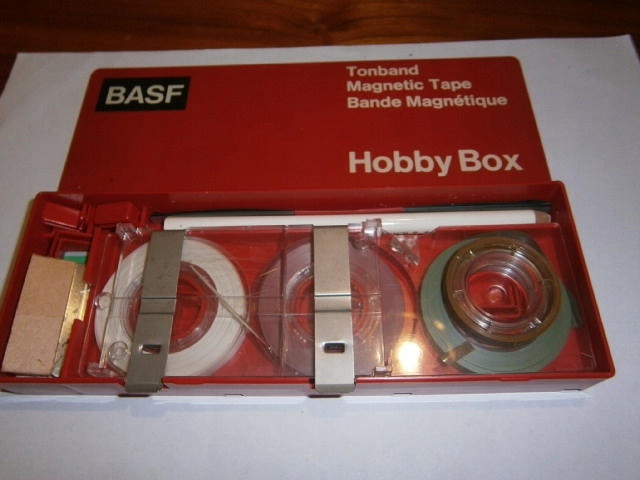 BASF
Tonband
Magnetic Tape
Bande Magnétique
Hobby Box